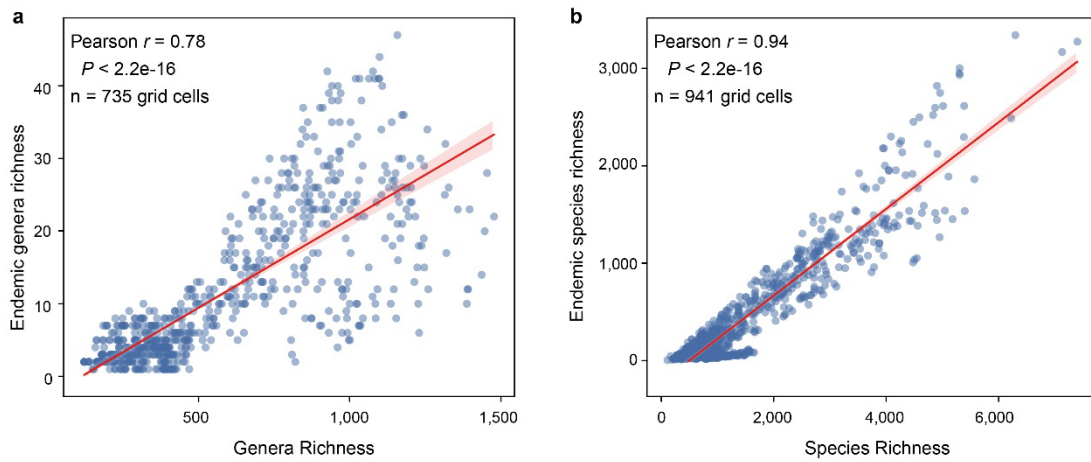 a
Pearson r = 0.78
P < 2.2e-16
n = 735 grid cells
Endemic genera richness
40
30
20
10
0
500
1,000
1,500
Genera Richness
b
Pearson r = 0.94
P < 2.2e-16
n = 941 grid cells
Endemic species richness
3,000
2,000
1,000
0
0
2,000
4,000
6,000
Species Richness